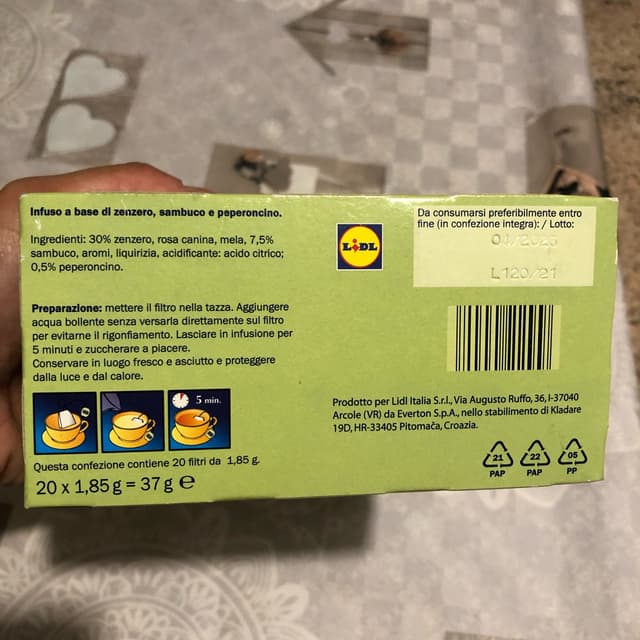 Infuso a base di zenzero, sambuco e peperoncino.
Ingredienti: 30% zenzero, rosa canina, mela, 7,5%
sambuco, aromi, liquirizia, acidificante: acido citrico;
0,5% peperoncino.
Preparazione: mettere il filtro nella tazza. Aggiungere
acqua bollente senza versarla direttamente sul filtro
per evitarne il rigonfiamento. Lasciare in infusione per
5 minuti e zuccherare a piacere.
Conservare in luogo fresco e asciutto e proteggere
dalla luce e dal calore.
5 min.
Questa confezione contiene 20 filtri da 1,85 g.
20 x 1,85 g = 37 g e
LIDL
Da consumarsi preferibilmente entro
fine (in confezione integra): / Lotto:
L120/21
Prodotto per Lidl Italia S.r.l., Via Augusto Ruffo, 36, I-37040
Arcole (VR) da Everton S.p.A., nello stabilimento di Kladare
19D, HR-33405 Pitomača, Croazia.
21 22 05
PAP PAP PP